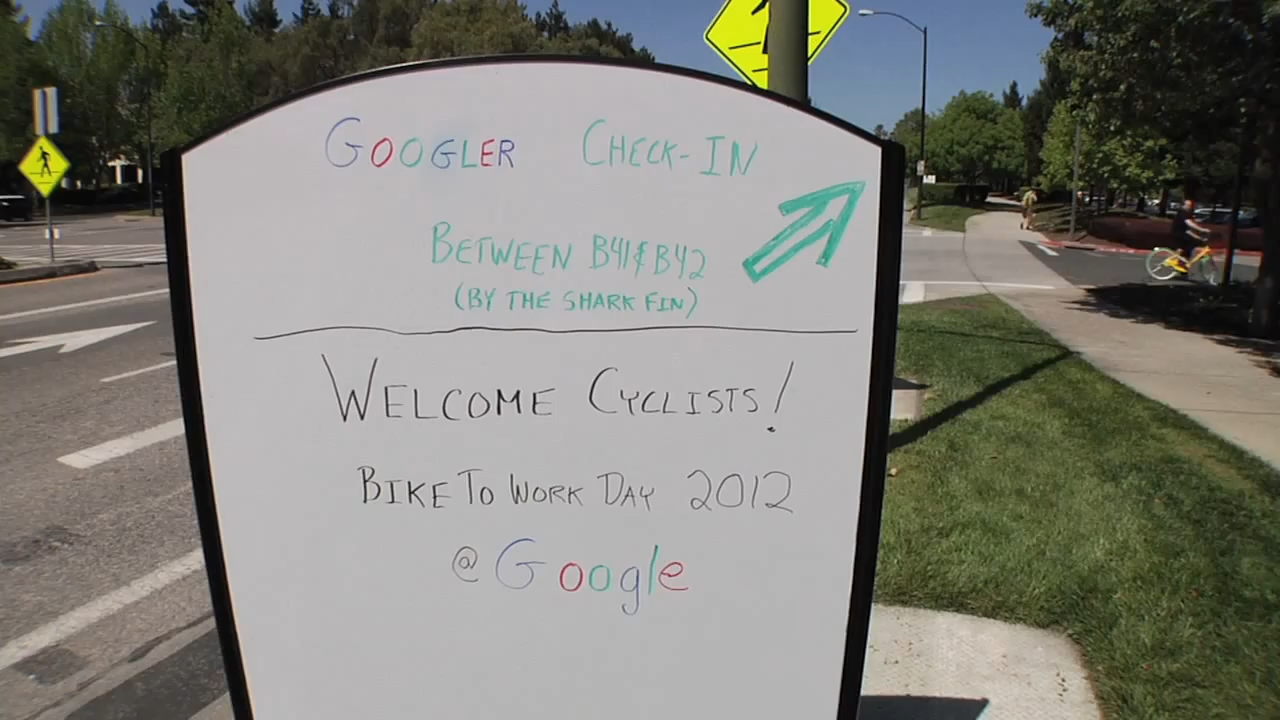 GOOGLER CHECK-IN
BETWEEN B41 & B42
(BY THE SHARK FIN)
WELCOME CYCLISTS!
BIKE TO WORK DAY 2012
@ Google